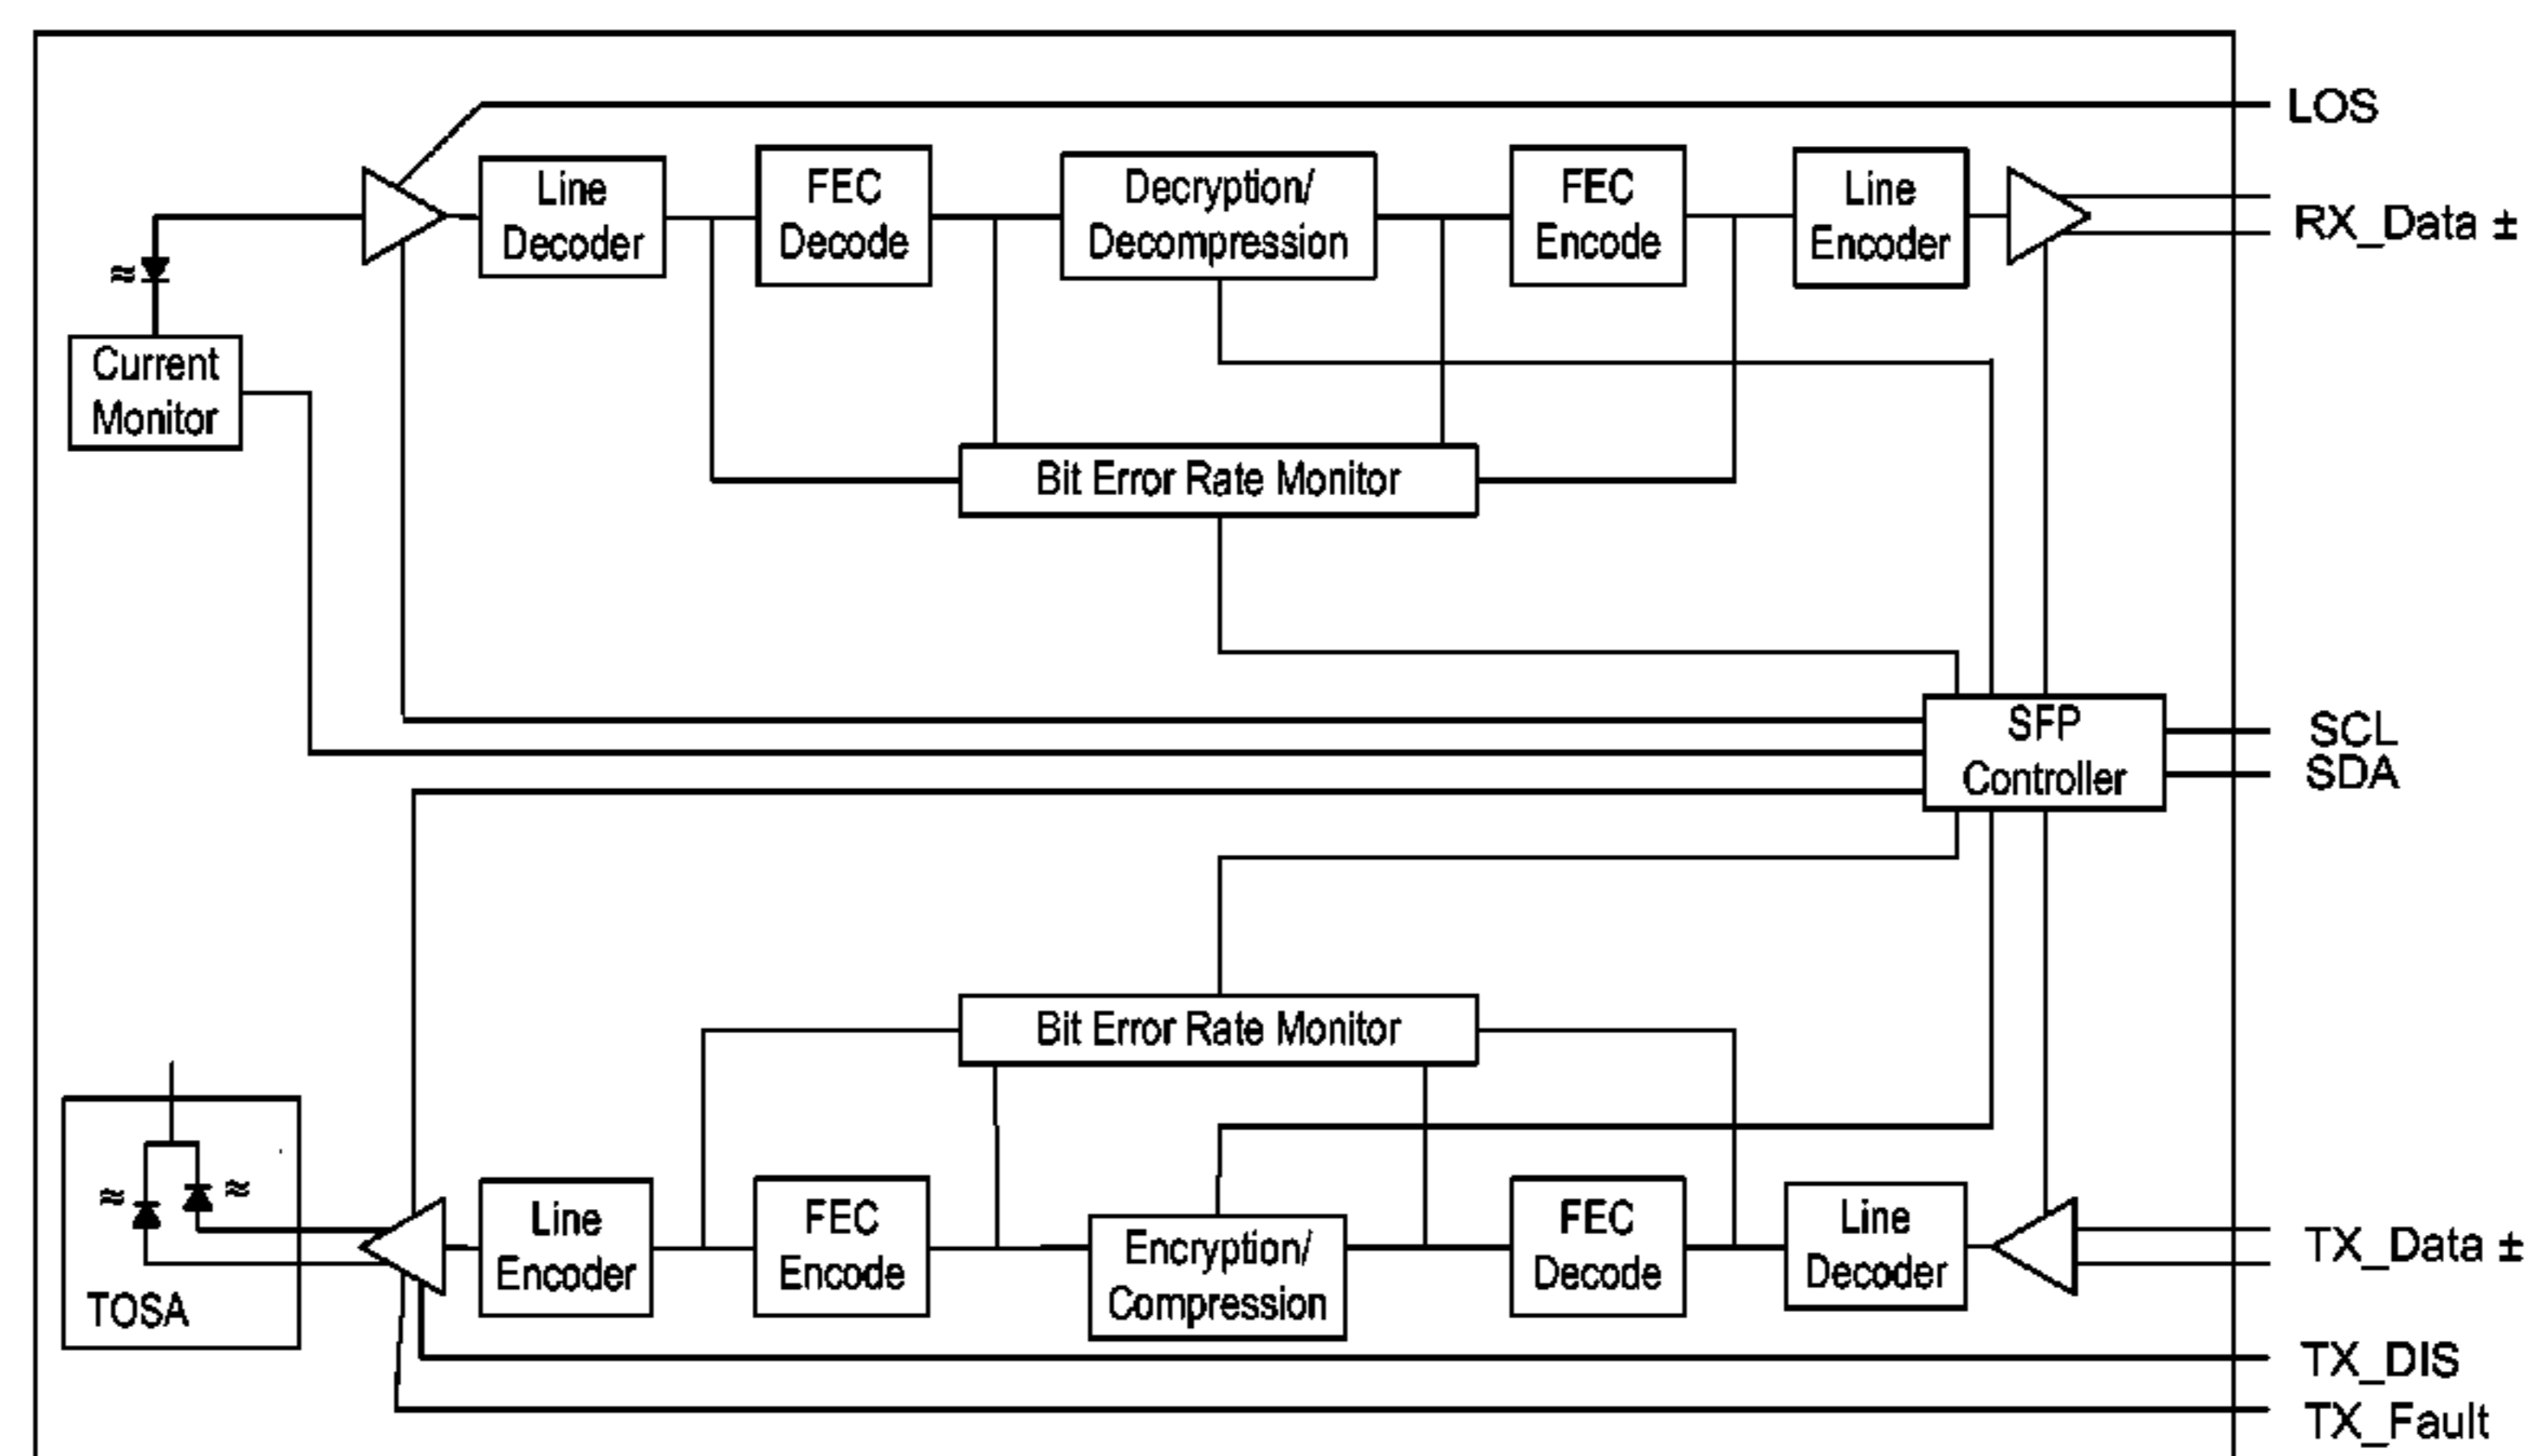 LOS
Line
Decoder
FEC
Decode
Decryption/
Decompression
FEC
Encode
Line
Encoder
RX_Data ±
Current
Monitor
Bit Error Rate Monitor
SFP
Controller
SCL
SDA
Bit Error Rate Monitor
TOSA
Line
Encoder
FEC
Encode
Encryption/
Compression
FEC
Decode
Line
Decoder
TX_Data ±
TX_DIS
TX_Fault